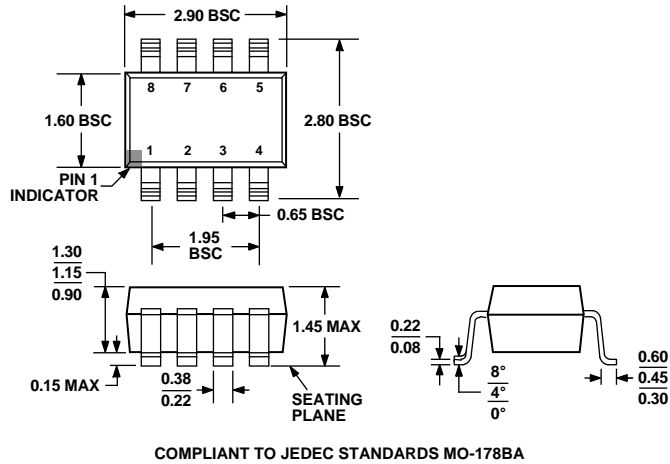 2.90 BSC
8 7 6 5
1.60 BSC
2.80 BSC
1 2 3 4
PIN 1
INDICATOR
0.65 BSC
1.95
BSC
1.30
1.15
0.90
1.45 MAX
0.15 MAX
0.38
0.22
SEATING
PLANE
0.22
0.08
8°
4°
0°
0.60
0.45
0.30
COMPLIANT TO JEDEC STANDARDS MO-178BA